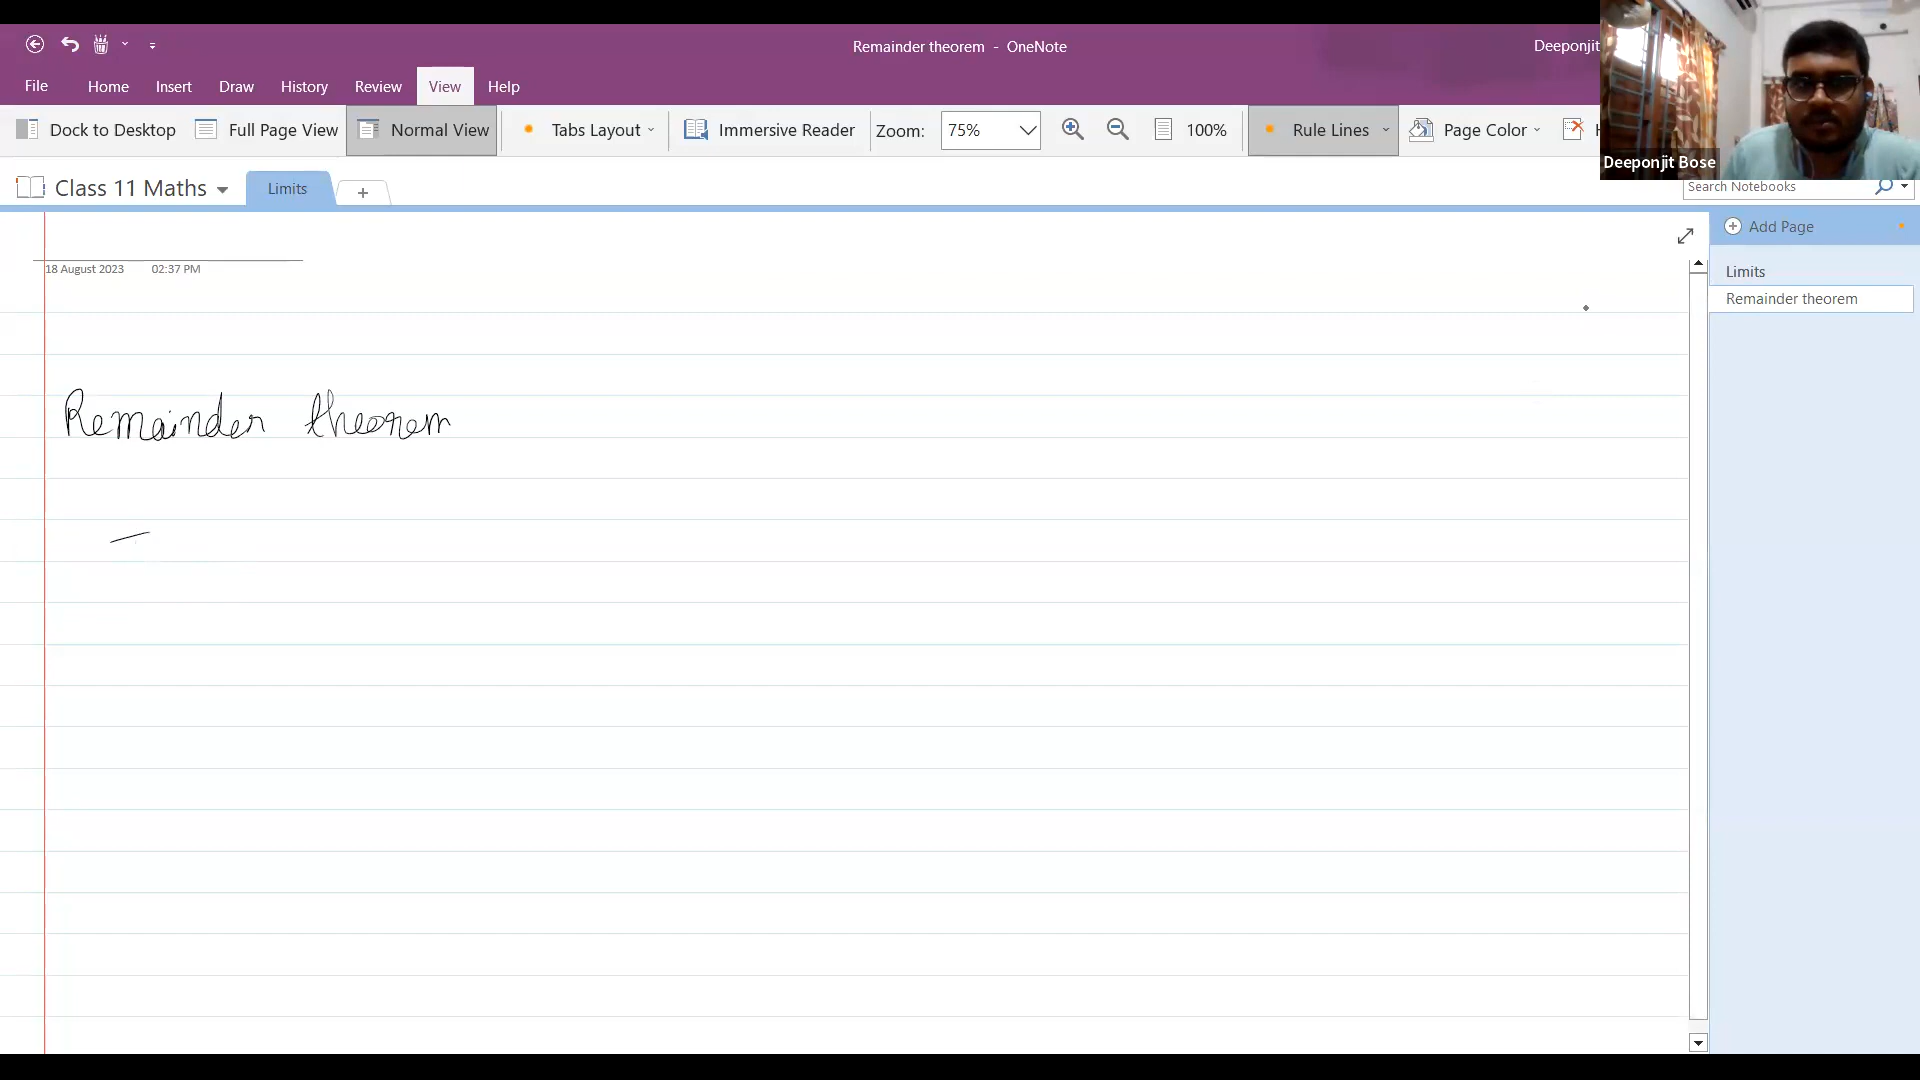 Remainder theorem - OneNote
Deeponjit
File Home Insert Draw History Review View Help
Dock to Desktop Full Page View Normal View Tabs Layout Immersive Reader Zoom: 75% 100% Rule Lines Page Color
Deeponjit Bose
Class 11 Maths Limits
Search Notebooks
Add Page
18 August 2023 02:37 PM
Limits
Remainder theorem
Remainder theorem